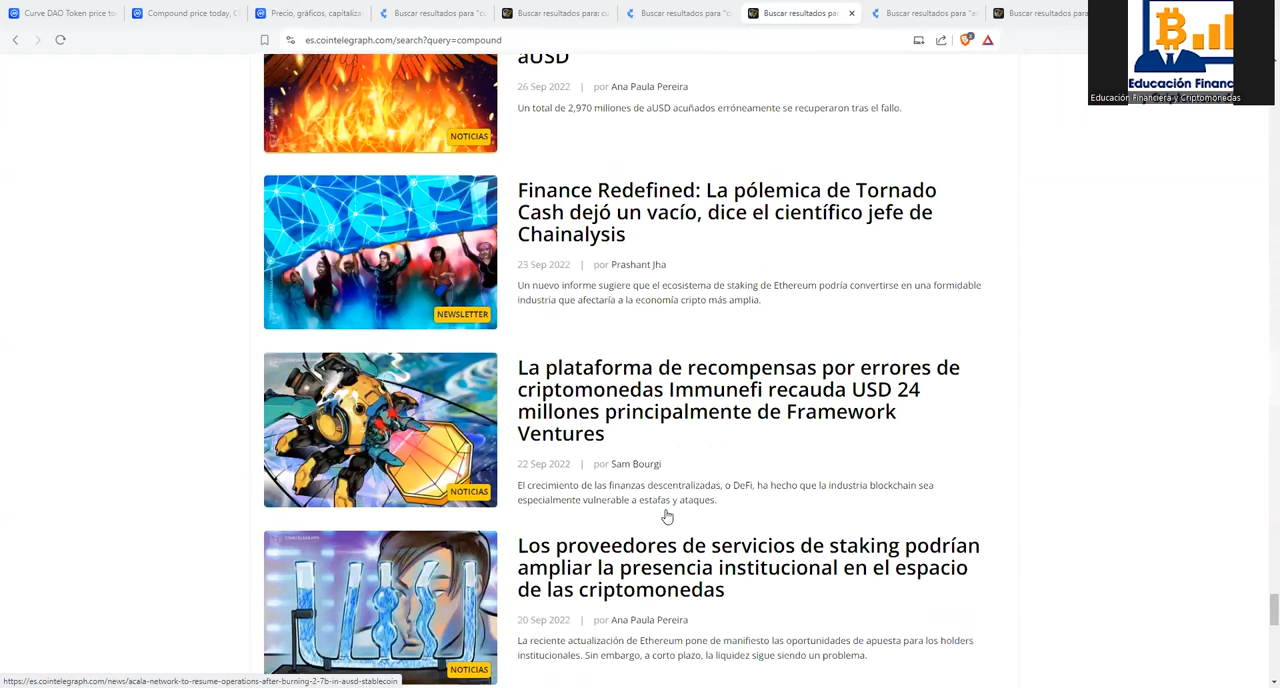 Curve DAO Token price to
Compound price today, C
Precio, gráficos, capitaliza
Buscar resultados para "cu
Buscar resultados para: cu
Buscar resultados para "co
Buscar resultados pa
Buscar resultados para "al
Buscar resultados para:
es.cointelegraph.com/search?query=compound
Educación Financ
Educación Financiera y Criptomonedas
aUSD
26 Sep 2022 | por Ana Paula Pereira
Un total de 2,970 millones de aUSD acuñados erróneamente se recuperaron tras el fallo.
NOTICIAS
DeFi
Finance Redefined: La pólemica de Tornado
Cash dejó un vacío, dice el científico jefe de
Chainalysis
23 Sep 2022 | por Prashant Jha
Un nuevo informe sugiere que el ecosistema de staking de Ethereum podría convertirse en una formidable
industria que afectaría a la economía cripto más amplia.
NEWSLETTER
La plataforma de recompensas por errores de
criptomonedas Immunefi recauda USD 24
millones principalmente de Framework
Ventures
22 Sep 2022 | por Sam Bourgi
El crecimiento de las finanzas descentralizadas, o DeFi, ha hecho que la industria blockchain sea
especialmente vulnerable a estafas y ataques.
NOTICIAS
Los proveedores de servicios de staking podrían
ampliar la presencia institucional en el espacio
de las criptomonedas
20 Sep 2022 | por Ana Paula Pereira
La reciente actualización de Ethereum pone de manifiesto las oportunidades de apuesta para los holders
institucionales. Sin embargo, a corto plazo, la liquidez sigue siendo un problema.
NOTICIAS
https://es.cointelegraph.com/news/acala-network-to-resume-operations-after-burning-2-7b-in-ausd-stablecoin